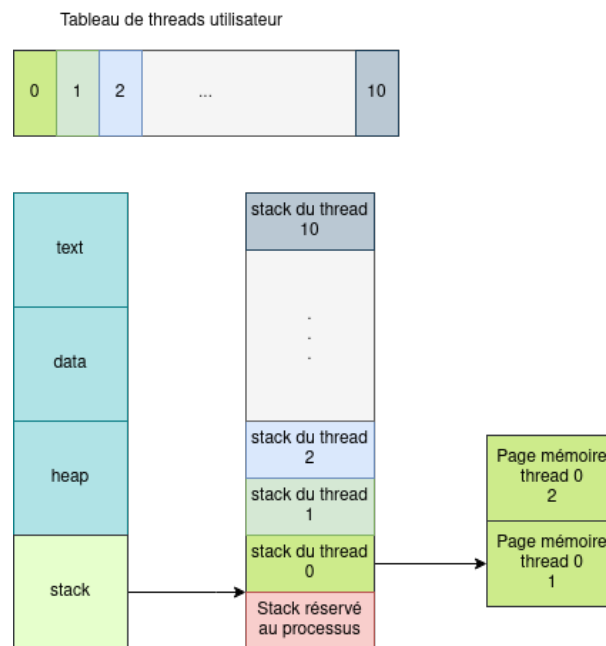 Tableau de threads utilisateur
0
1
2
...
10
text
data
heap
stack
stack du thread
10
.
.
.
stack du thread
2
stack du thread
1
stack du thread
0
Stack réservé
au processus
Page mémoire
thread 0
2
Page mémoire
thread 0
1